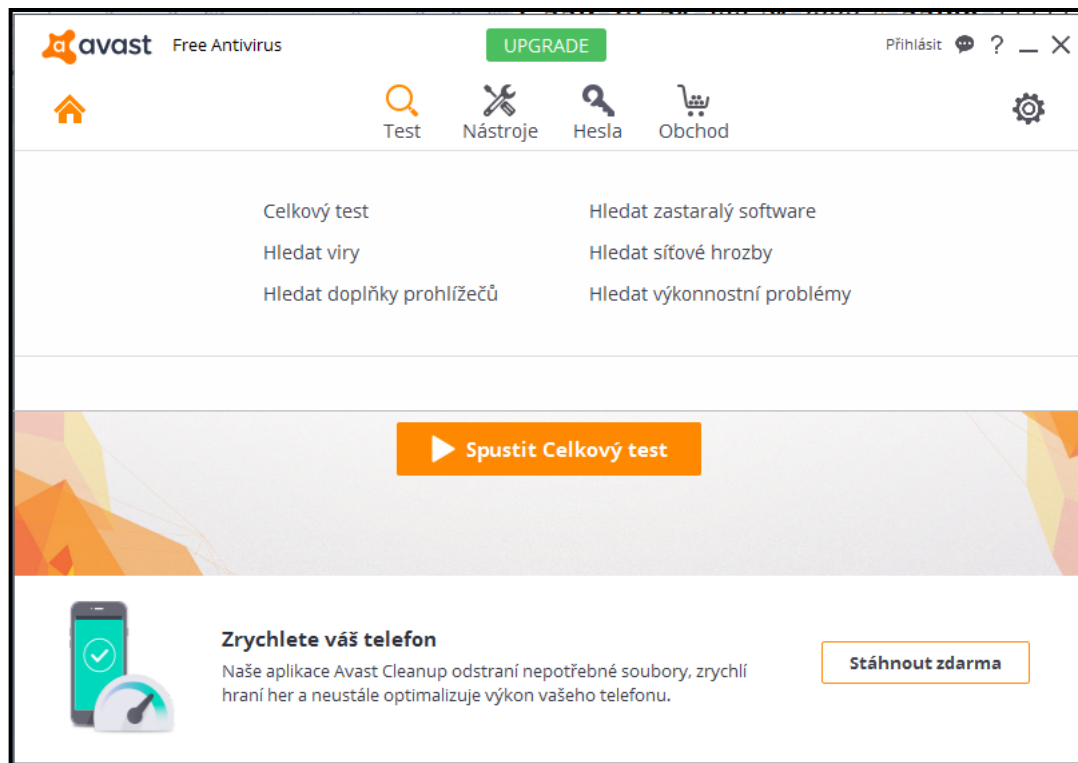 avast Free Antivirus UPGRADE Přihlásit ?
Test Nástroje Hesla Obchod
Celkový test Hledat zastaralý software
Hledat viry Hledat síťové hrozby
Hledat doplňky prohlížečů Hledat výkonnostní problémy
Spustit Celkový test
Zrychlete váš telefon
Naše aplikace Avast Cleanup odstraní nepotřebné soubory, zrychlí
hraní her a neustále optimalizuje výkon vašeho telefonu.
Stáhnout zdarma